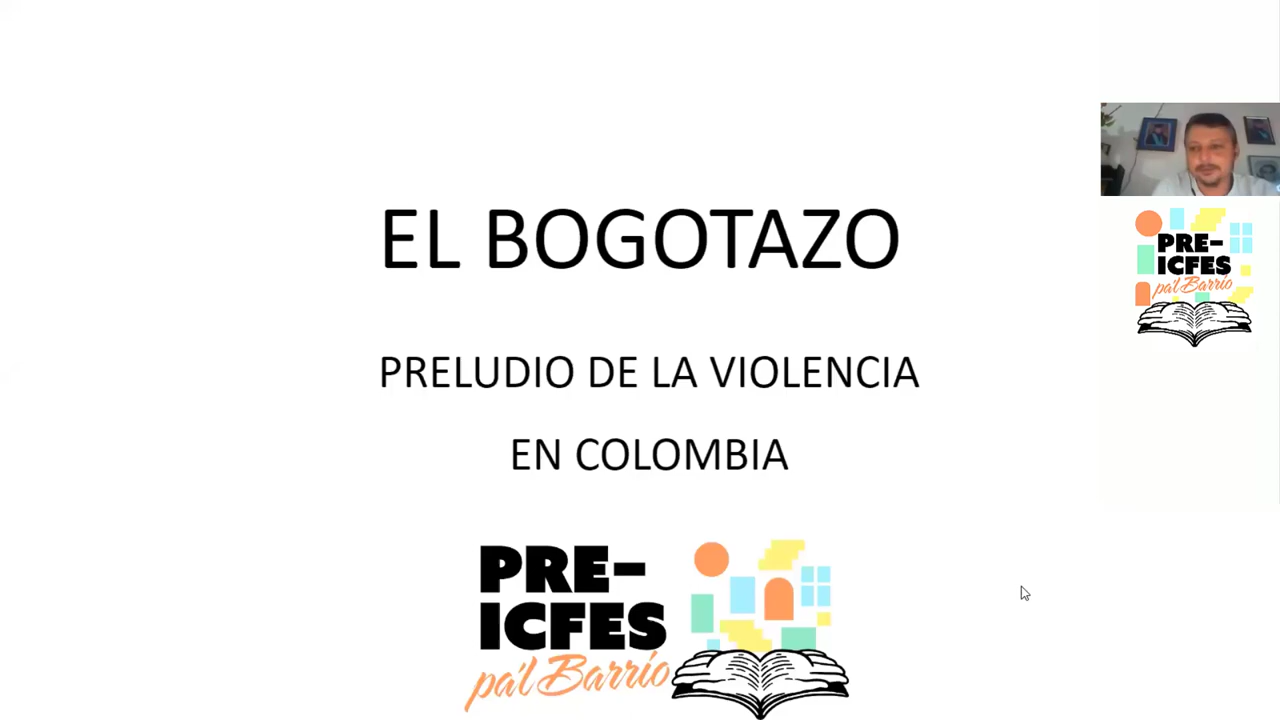 EL BOGOTAZO
PRELUDIO DE LA VIOLENCIA
EN COLOMBIA
PRE-
ICFES
pa'l Barrio
PRE-
ICFES
pa'l Barrio